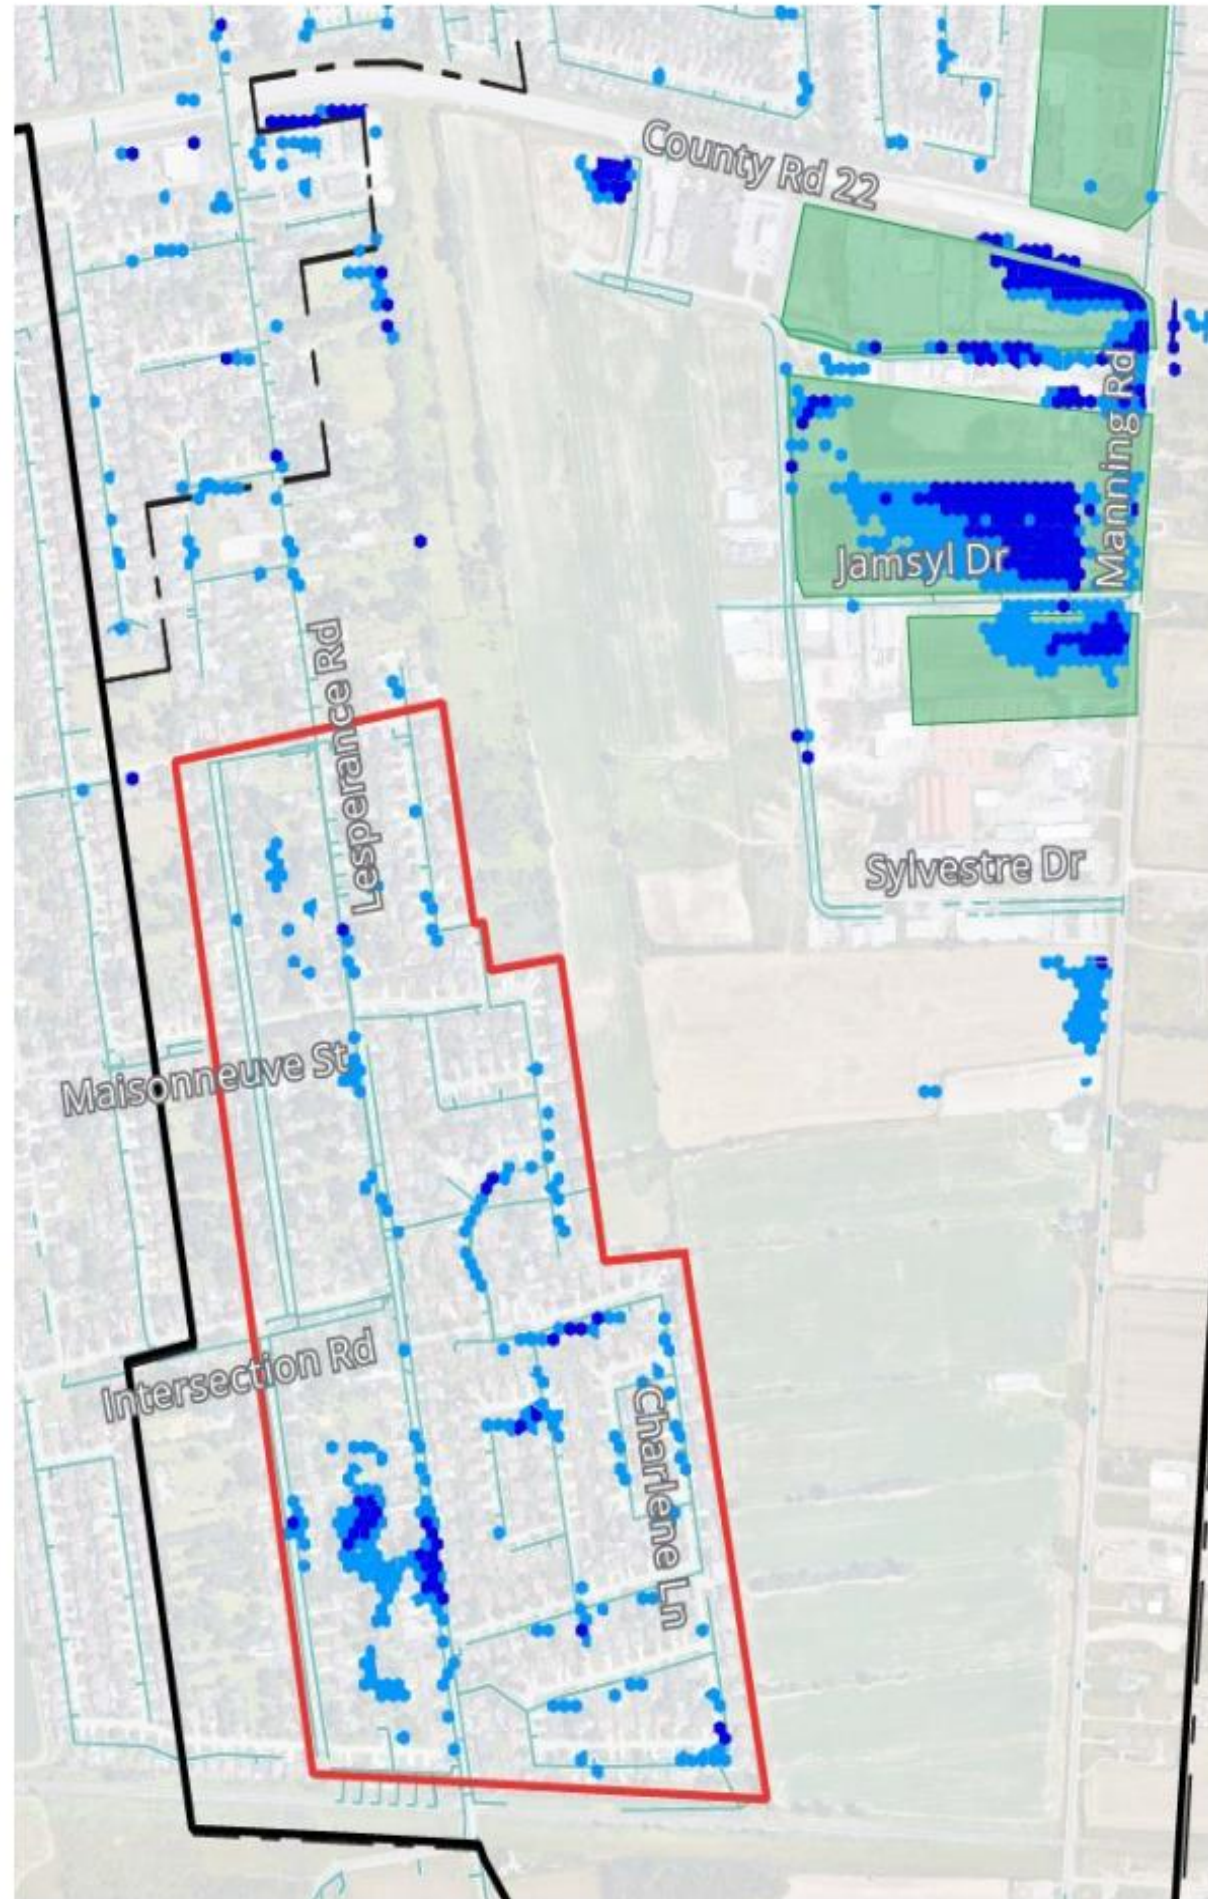 County Rd 22
Manning Rd
Jamsyl Dr
Lesperance Rd
Sylvestre Dr
Maisonneuve St
Intersection Rd
Charlene Ln